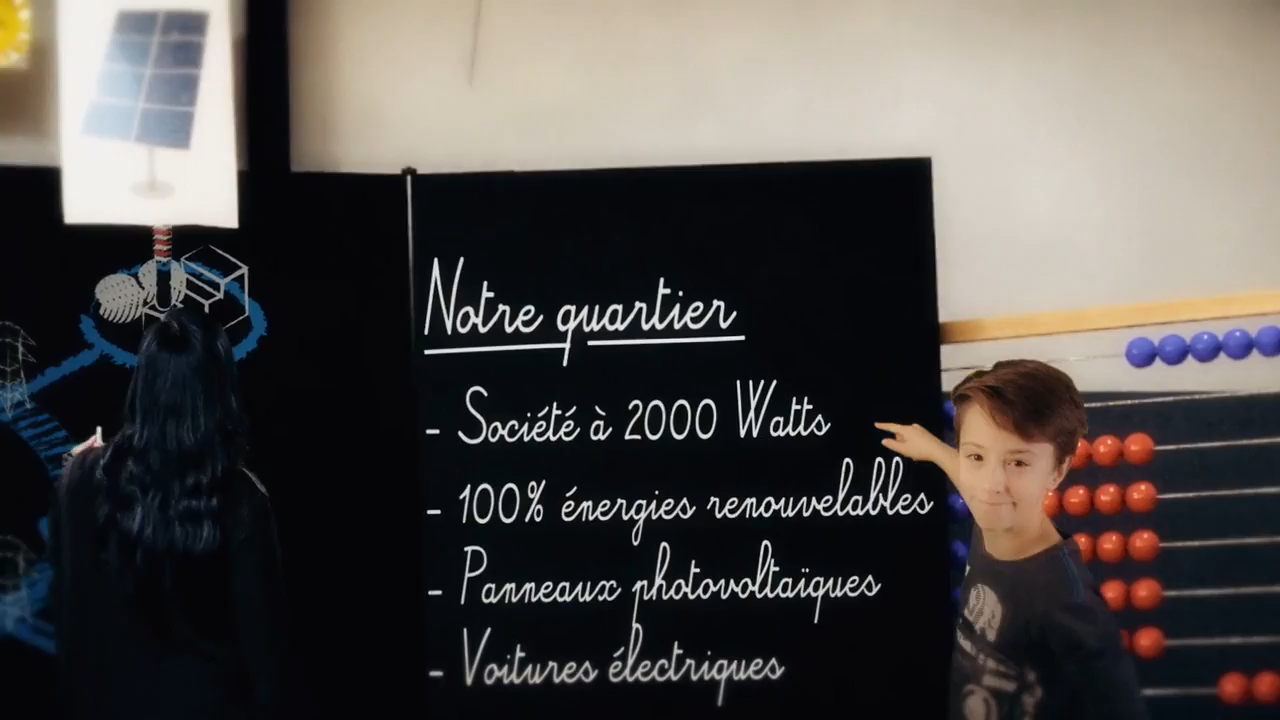 Notre quartier
- Société à 2000 Watts
- 100% énergies renouvelables
- Panneaux photovoltaïques
- Voitures électriques